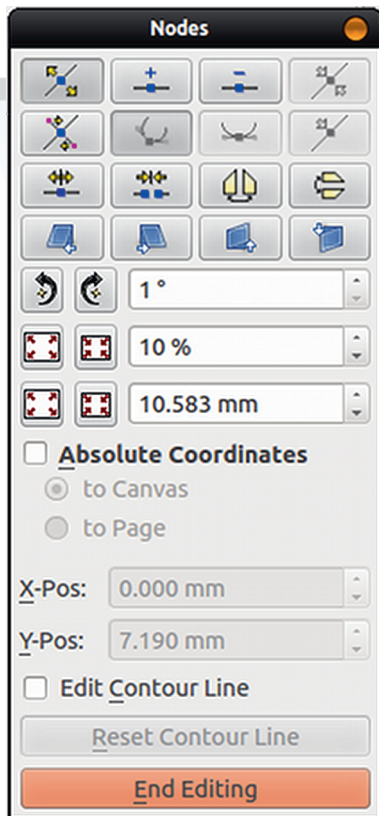 Nodes
1 °
10 %
10.583 mm
Absolute Coordinates
to Canvas
to Page
X-Pos: 0.000 mm
Y-Pos: 7.190 mm
Edit Contour Line
Reset Contour Line
End Editing